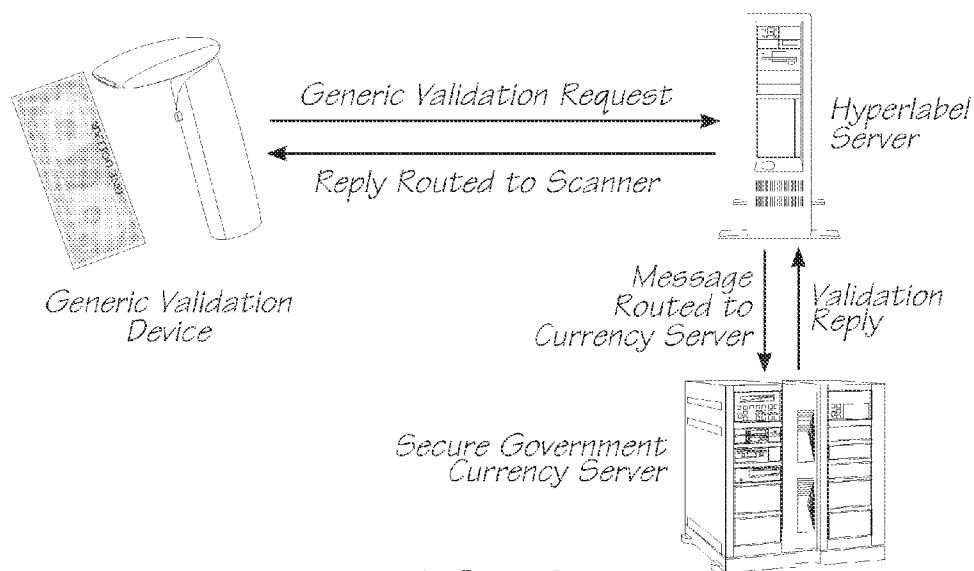 Generic Validation Request
Hyperlabel
Server
Reply Routed to Scanner
Generic Validation
Device
Message
Routed to
Currency Server
Validation
Reply
Secure Government
Currency Server